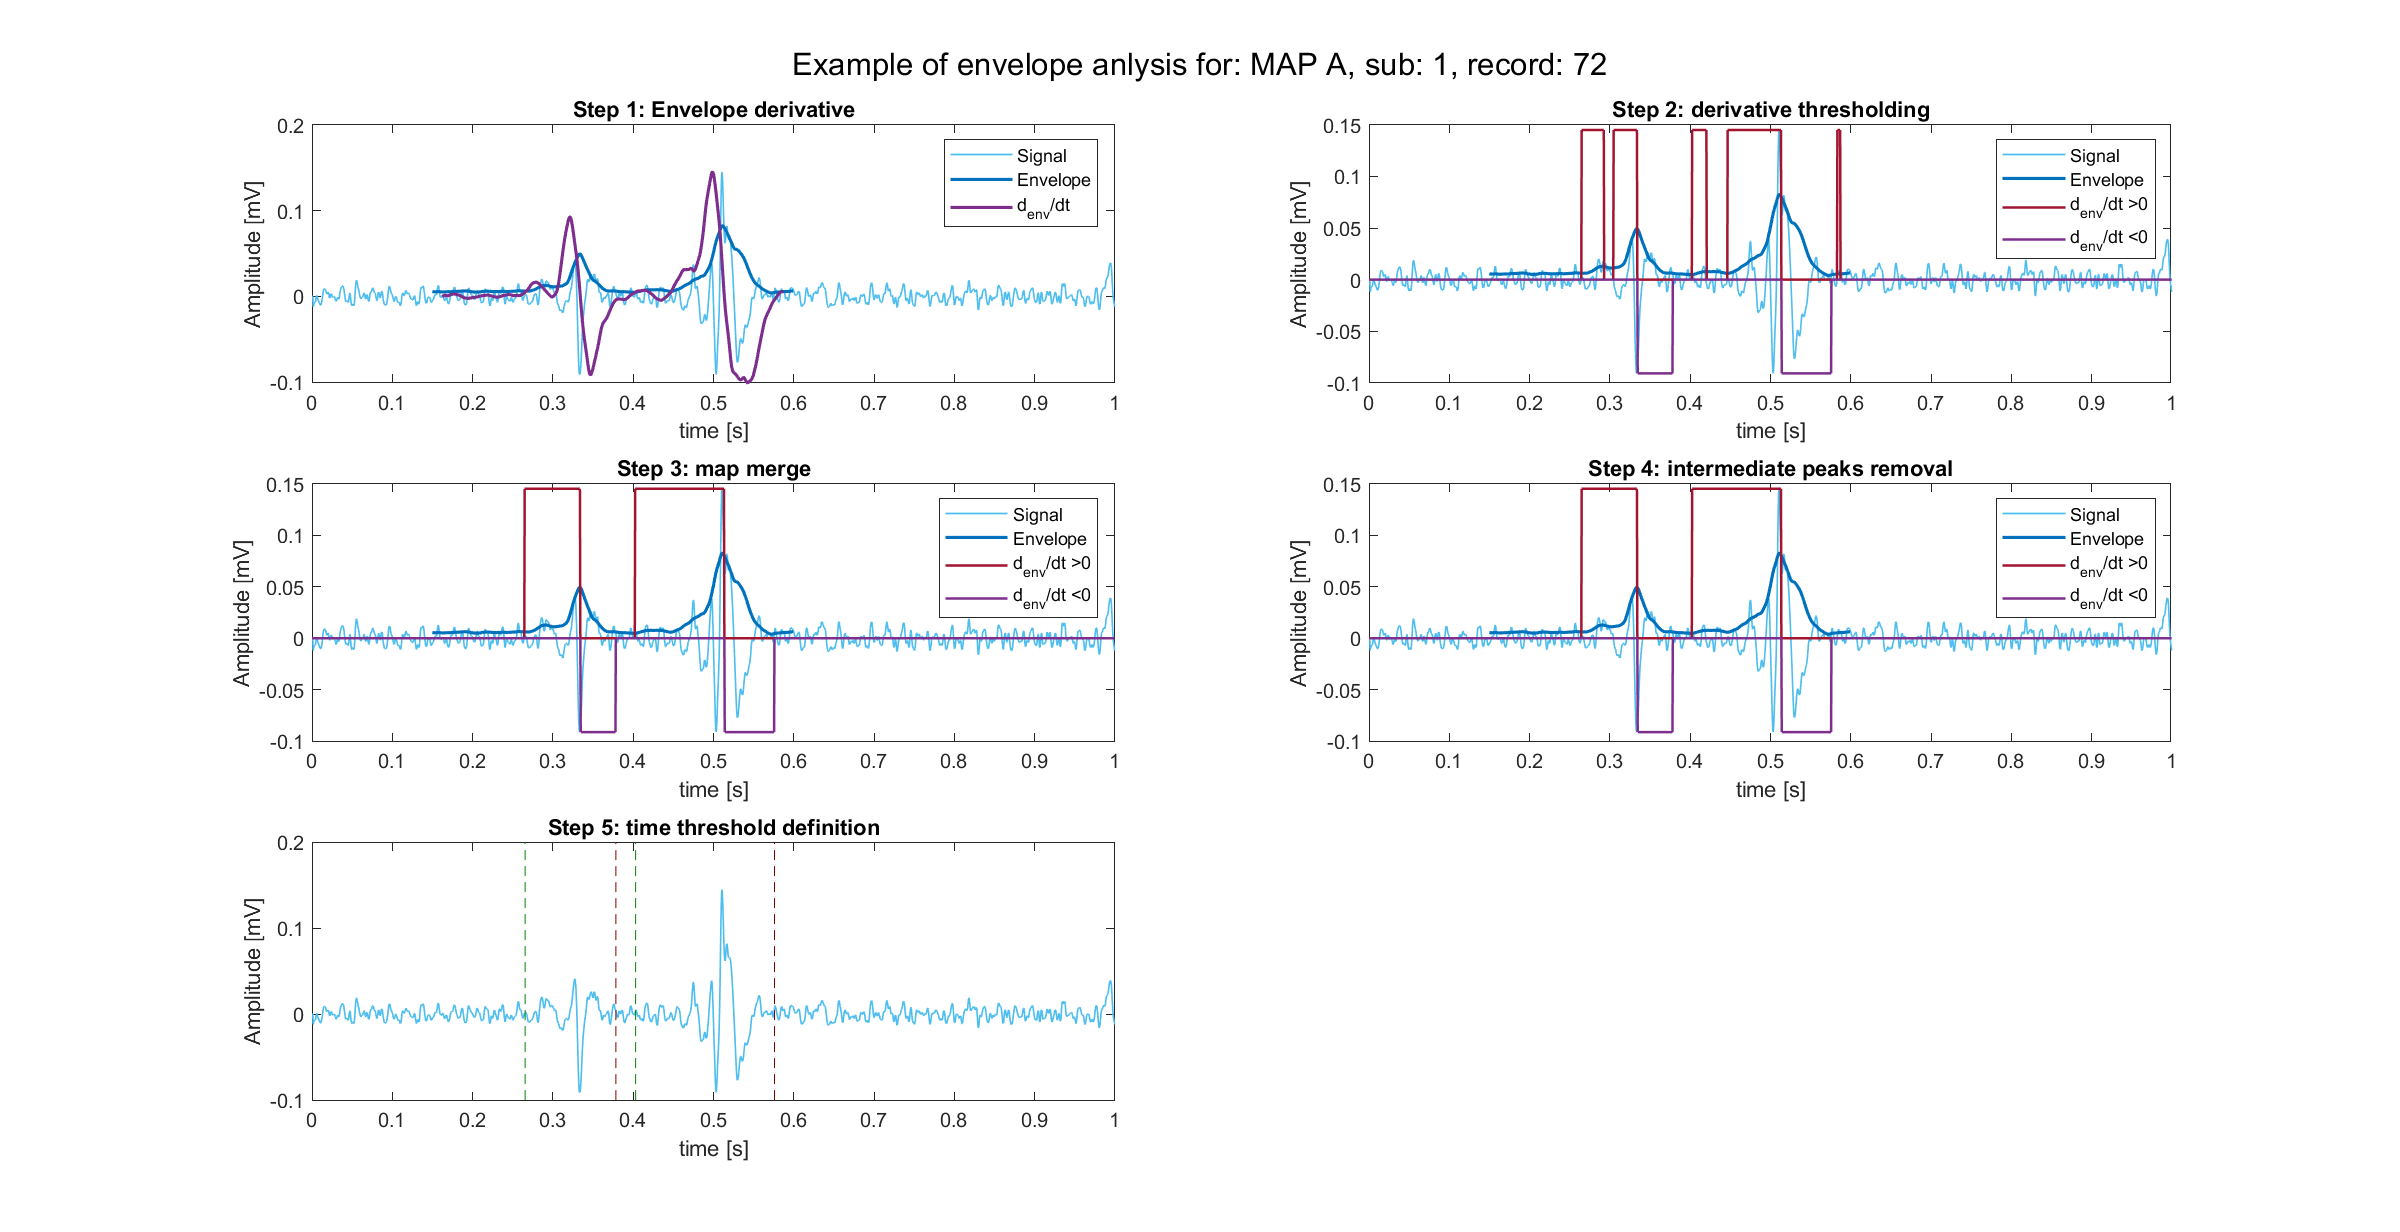 Example of envelope anlysis for: MAP A, sub: 1, record: 72
Step 1: Envelope derivative
0.2
0.1
0
-0.1
Amplitude [mV]
0 0.1 0.2 0.3 0.4 0.5 0.6 0.7 0.8 0.9 1
time [s]
Signal
Envelope
d_env/dt
Step 2: derivative thresholding
0.15
0.1
0.05
0
-0.05
-0.1
Amplitude [mV]
0 0.1 0.2 0.3 0.4 0.5 0.6 0.7 0.8 0.9 1
time [s]
Signal
Envelope
d_env/dt >0
d_env/dt <0
Step 3: map merge
0.15
0.1
0.05
0
-0.05
-0.1
Amplitude [mV]
0 0.1 0.2 0.3 0.4 0.5 0.6 0.7 0.8 0.9 1
time [s]
Signal
Envelope
d_env/dt >0
d_env/dt <0
Step 4: intermediate peaks removal
0.15
0.1
0.05
0
-0.05
-0.1
Amplitude [mV]
0 0.1 0.2 0.3 0.4 0.5 0.6 0.7 0.8 0.9 1
time [s]
Signal
Envelope
d_env/dt >0
d_env/dt <0
Step 5: time threshold definition
0.2
0.1
0
-0.1
Amplitude [mV]
0 0.1 0.2 0.3 0.4 0.5 0.6 0.7 0.8 0.9 1
time [s]